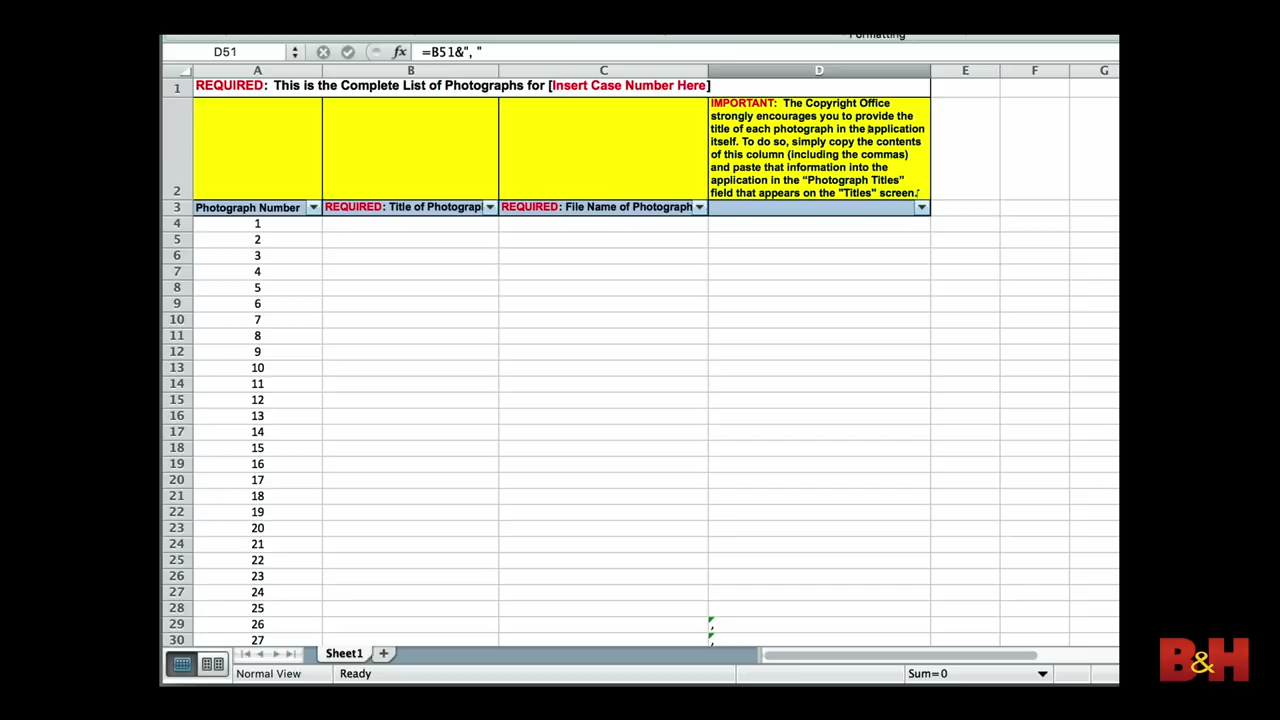 Formatting
D51 fx =B51&", "
A B C D E F G
1 REQUIRED: This is the Complete List of Photographs for [Insert Case Number Here]
IMPORTANT: The Copyright Office
strongly encourages you to provide the
title of each photograph in the application
itself. To do so, simply copy the contents
of this column (including the commas)
and paste that information into the
application in the “Photograph Titles”
2 field that appears on the "Titles" screen.
3 Photograph Number REQUIRED: Title of Photograp REQUIRED: File Name of Photograph
4 1
5 2
6 3
7 4
8 5
9 6
10 7
11 8
12 9
13 10
14 11
15 12
16 13
17 14
18 15
19 16
20 17
21 18
22 19
23 20
24 21
25 22
26 23
27 24
28 25
29 26 ,
30 27 ,
Sheet1
Normal View Ready Sum=0
B&H